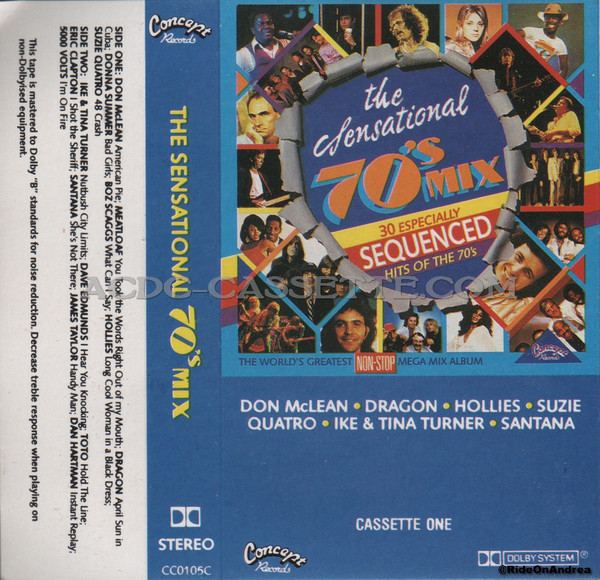 SIDE ONE: DON McLEAN American Pie; MEATLOAF You Took The Words Right Out of my Mouth; DRAGON April Sun in
Cuba; DONNA SUMMER Bad Girls; BOZ SCAGGS What Can I Say; HOLLIES Long Cool Woman in a Black Dress;
SUZIE QUATRO 48 Crash
SIDE TWO: IKE & TINA TURNER Nutbush City Limits; DAVE EDMUNDS I Hear You Knocking; TOTO Hold The Line;
ERIC CLAPTON I Shot the Sheriff; SANTANA She's Not There; JAMES TAYLOR Handy Man; DAN HARTMAN Instant Replay;
5000 VOLTS I'm On Fire
This tape is mastered to Dolby "B" standards for noise reduction. Decrease treble response when playing on
non-Dolbyised equipment.
Concept
Records
THE SENSATIONAL 70's MIX
STEREO
CC0105C
the
Sensational
70's MIX
30 ESPECIALLY
SEQUENCED
HITS OF THE 70's
ACDC-CASSETTE.COM
THE WORLD'S GREATEST NON-STOP MEGA MIX ALBUM
Concept
Records
DON McLEAN • DRAGON • HOLLIES • SUZIE
QUATRO • IKE & TINA TURNER • SANTANA
CASSETTE ONE
Concept
Records
DOLBY SYSTEM®
©RideOnAndrea